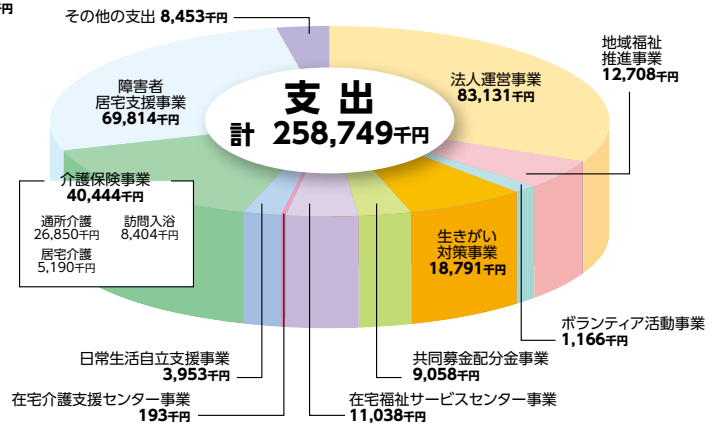 千円
その他の支出 8,453千円
地域福祉
推進事業
12,708千円
法人運営事業
83,131千円
障害者
居宅支援事業
69,814千円
支出
計 258,749千円
介護保険事業
40,444千円
通所介護 訪問入浴
26,850千円 8,404千円
居宅介護
5,190千円
生きがい
対策事業
18,791千円
ボランティア活動事業
1,166千円
日常生活自立支援事業
3,953千円
共同募金配分金事業
9,058千円
在宅介護支援センター事業
193千円
在宅福祉サービスセンター事業
11,038千円